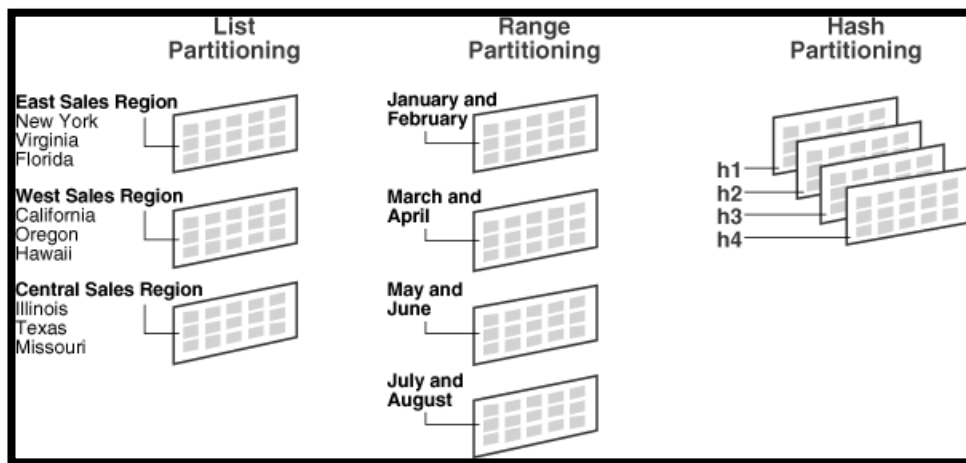 List
Partitioning
East Sales Region
New York
Virginia
Florida
West Sales Region
California
Oregon
Hawaii
Central Sales Region
Illinois
Texas
Missouri
Range
Partitioning
January and
February
March and
April
May and
June
July and
August
Hash
Partitioning
h1
h2
h3
h4